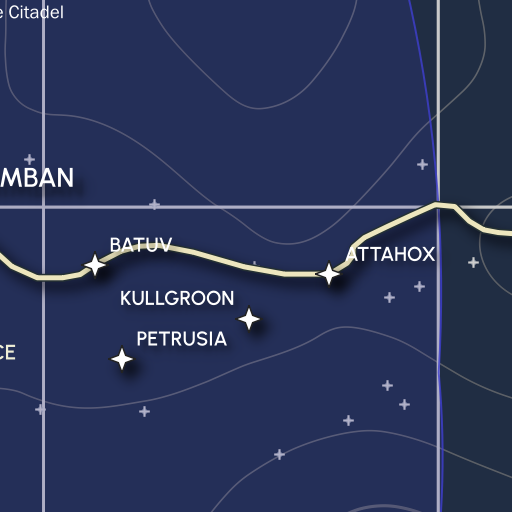 e Citadel
MBAN
BATUV
ATTAHOX
KULLGROON
PETRUSIA
CE